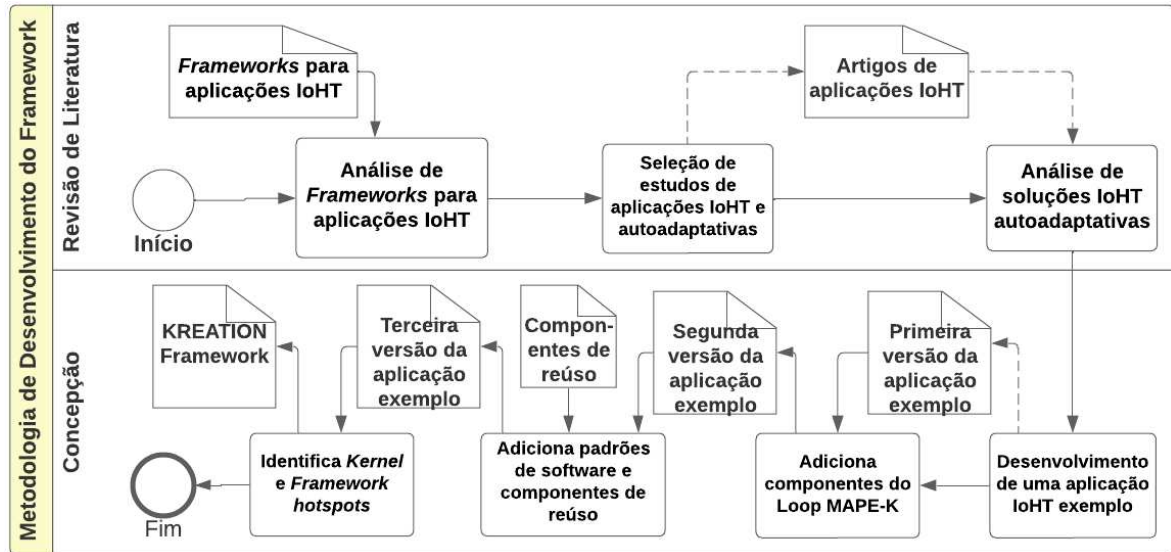 Metodologia de Desenvolvimento do Framework
Revisão de Literatura
Frameworks para
aplicações IoHT
Artigos de
aplicações IoHT
Início
Análise de
Frameworks para
aplicações IoHT
Seleção de
estudos de
aplicações IoHT e
autoadaptativas
Análise de
soluções IoHT
autoadaptativas
Concepção
KREATION
Framework
Terceira
versão da
aplicação
exemplo
Compon-
entes de
reúso
Segunda
versão da
aplicação
exemplo
Primeira
versão da
aplicação
exemplo
Fim
Identifica Kernel
e Framework
hotspots
Adiciona padrões
de software e
componentes de
reúso
Adiciona
componentes do
Loop MAPE-K
Desenvolvimento
de uma aplicação
IoHT exemplo